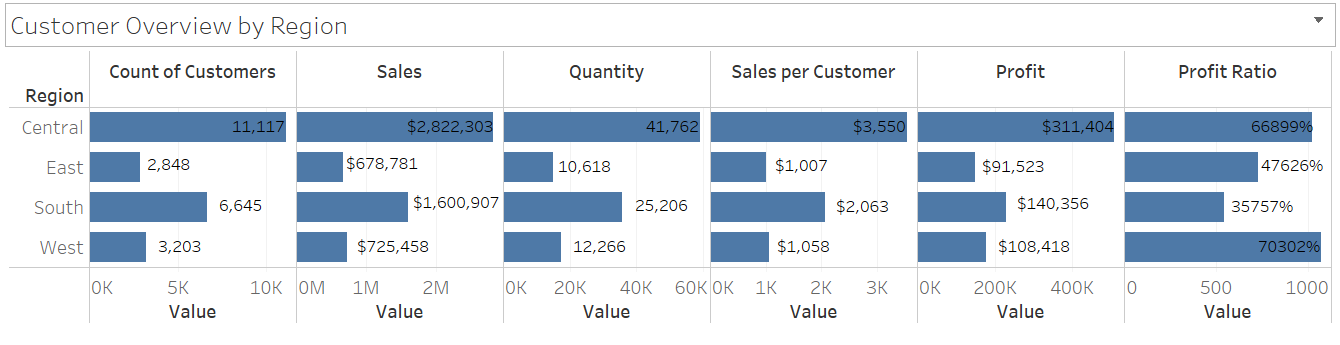 Customer Overview by Region
Count of Customers Sales Quantity Sales per Customer Profit Profit Ratio
Region
Central 11,117 $2,822,303 41,762 $3,550 $311,404 66899%
East 2,848 $678,781 10,618 $1,007 $91,523 47626%
South 6,645 $1,600,907 25,206 $2,063 $140,356 35757%
West 3,203 $725,458 12,266 $1,058 $108,418 70302%
0K 5K 10K 0M 1M 2M 0K 20K 40K 60K 0K 1K 2K 3K 0K 200K 400K 0 500 1000
Value Value Value Value Value Value